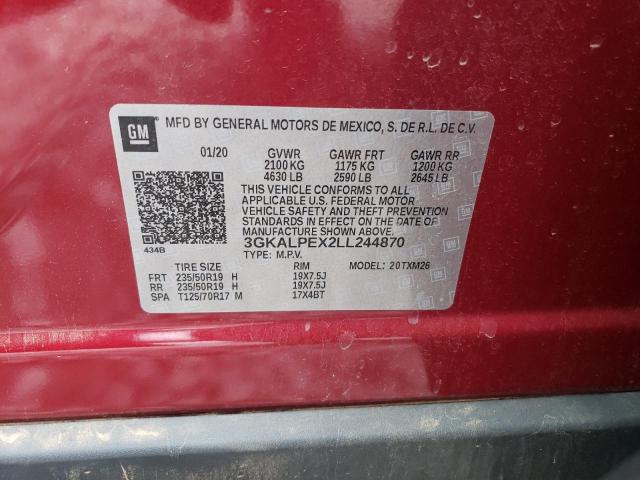 GM MFD BY GENERAL MOTORS DE MEXICO, S. DE R.L. DE C.V.
01/20 GVWR GAWR FRT GAWR RR
2100 KG 1175 KG 1200 KG
4630 LB 2590 LB 2645 LB
THIS VEHICLE CONFORMS TO ALL
APPLICABLE U.S. FEDERAL MOTOR
VEHICLE SAFETY AND THEFT PREVENTION
STANDARDS IN EFFECT ON THE DATE OF
MANUFACTURE SHOWN ABOVE.
434B 3GKALPEX2LL244870
TYPE: M.P.V.
TIRE SIZE RIM MODEL: 20TXM26
FRT 235/50R19 H 19X7.5J
RR 235/50R19 H 19X7.5J
SPA T125/70R17 M 17X4BT